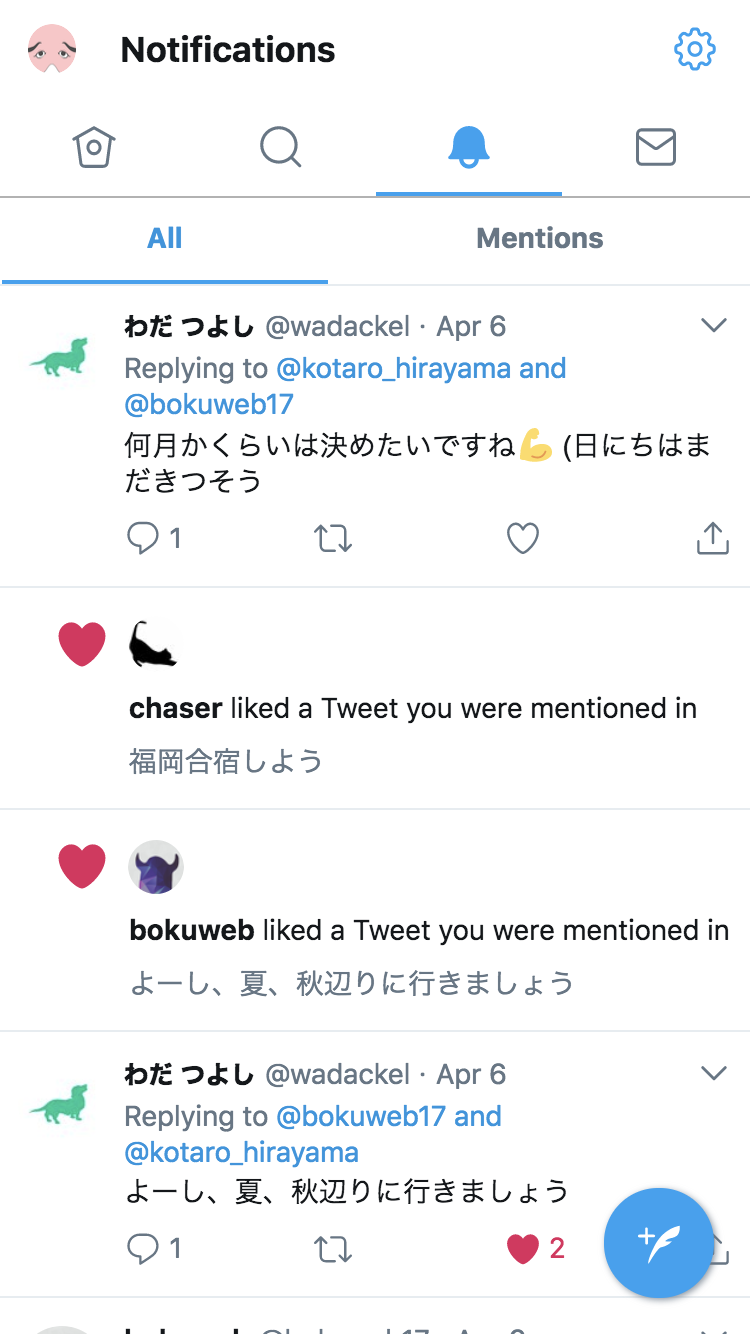 Notifications
All
Mentions
わだ つよし @wadackel · Apr 6
Replying to @kotaro_hirayama and
@bokuweb17
何月かくらいは決めたいですね💪 (日にちはま
だきつそう
1
chaser liked a Tweet you were mentioned in
福岡合宿しよう
bokuweb liked a Tweet you were mentioned in
よーし、夏、秋辺りに行きましょう
わだ つよし @wadackel · Apr 6
Replying to @bokuweb17 and
@kotaro_hirayama
よーし、夏、秋辺りに行きましょう
1 2